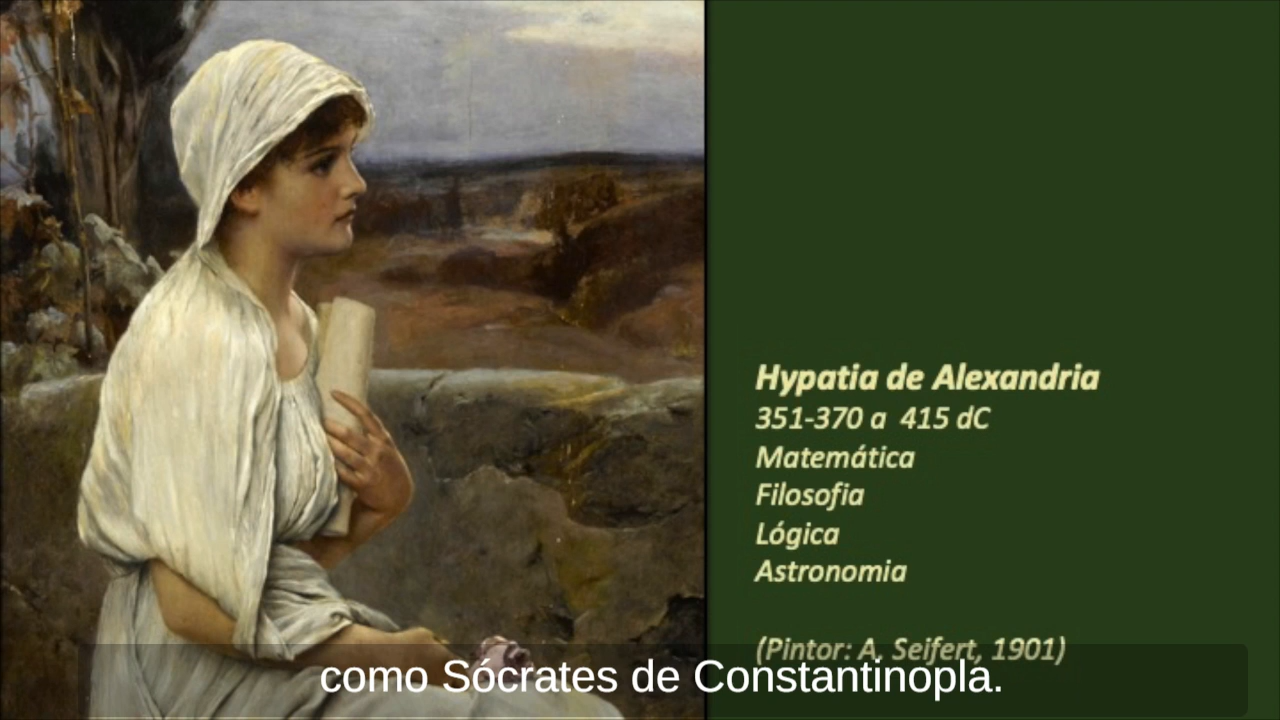 Hypatia de Alexandria
351-370 a 415 dC
Matemática
Filosofia
Lógica
Astronomia
(Pintor: A. Seifert, 1901)
como Sócrates de Constantinopla.